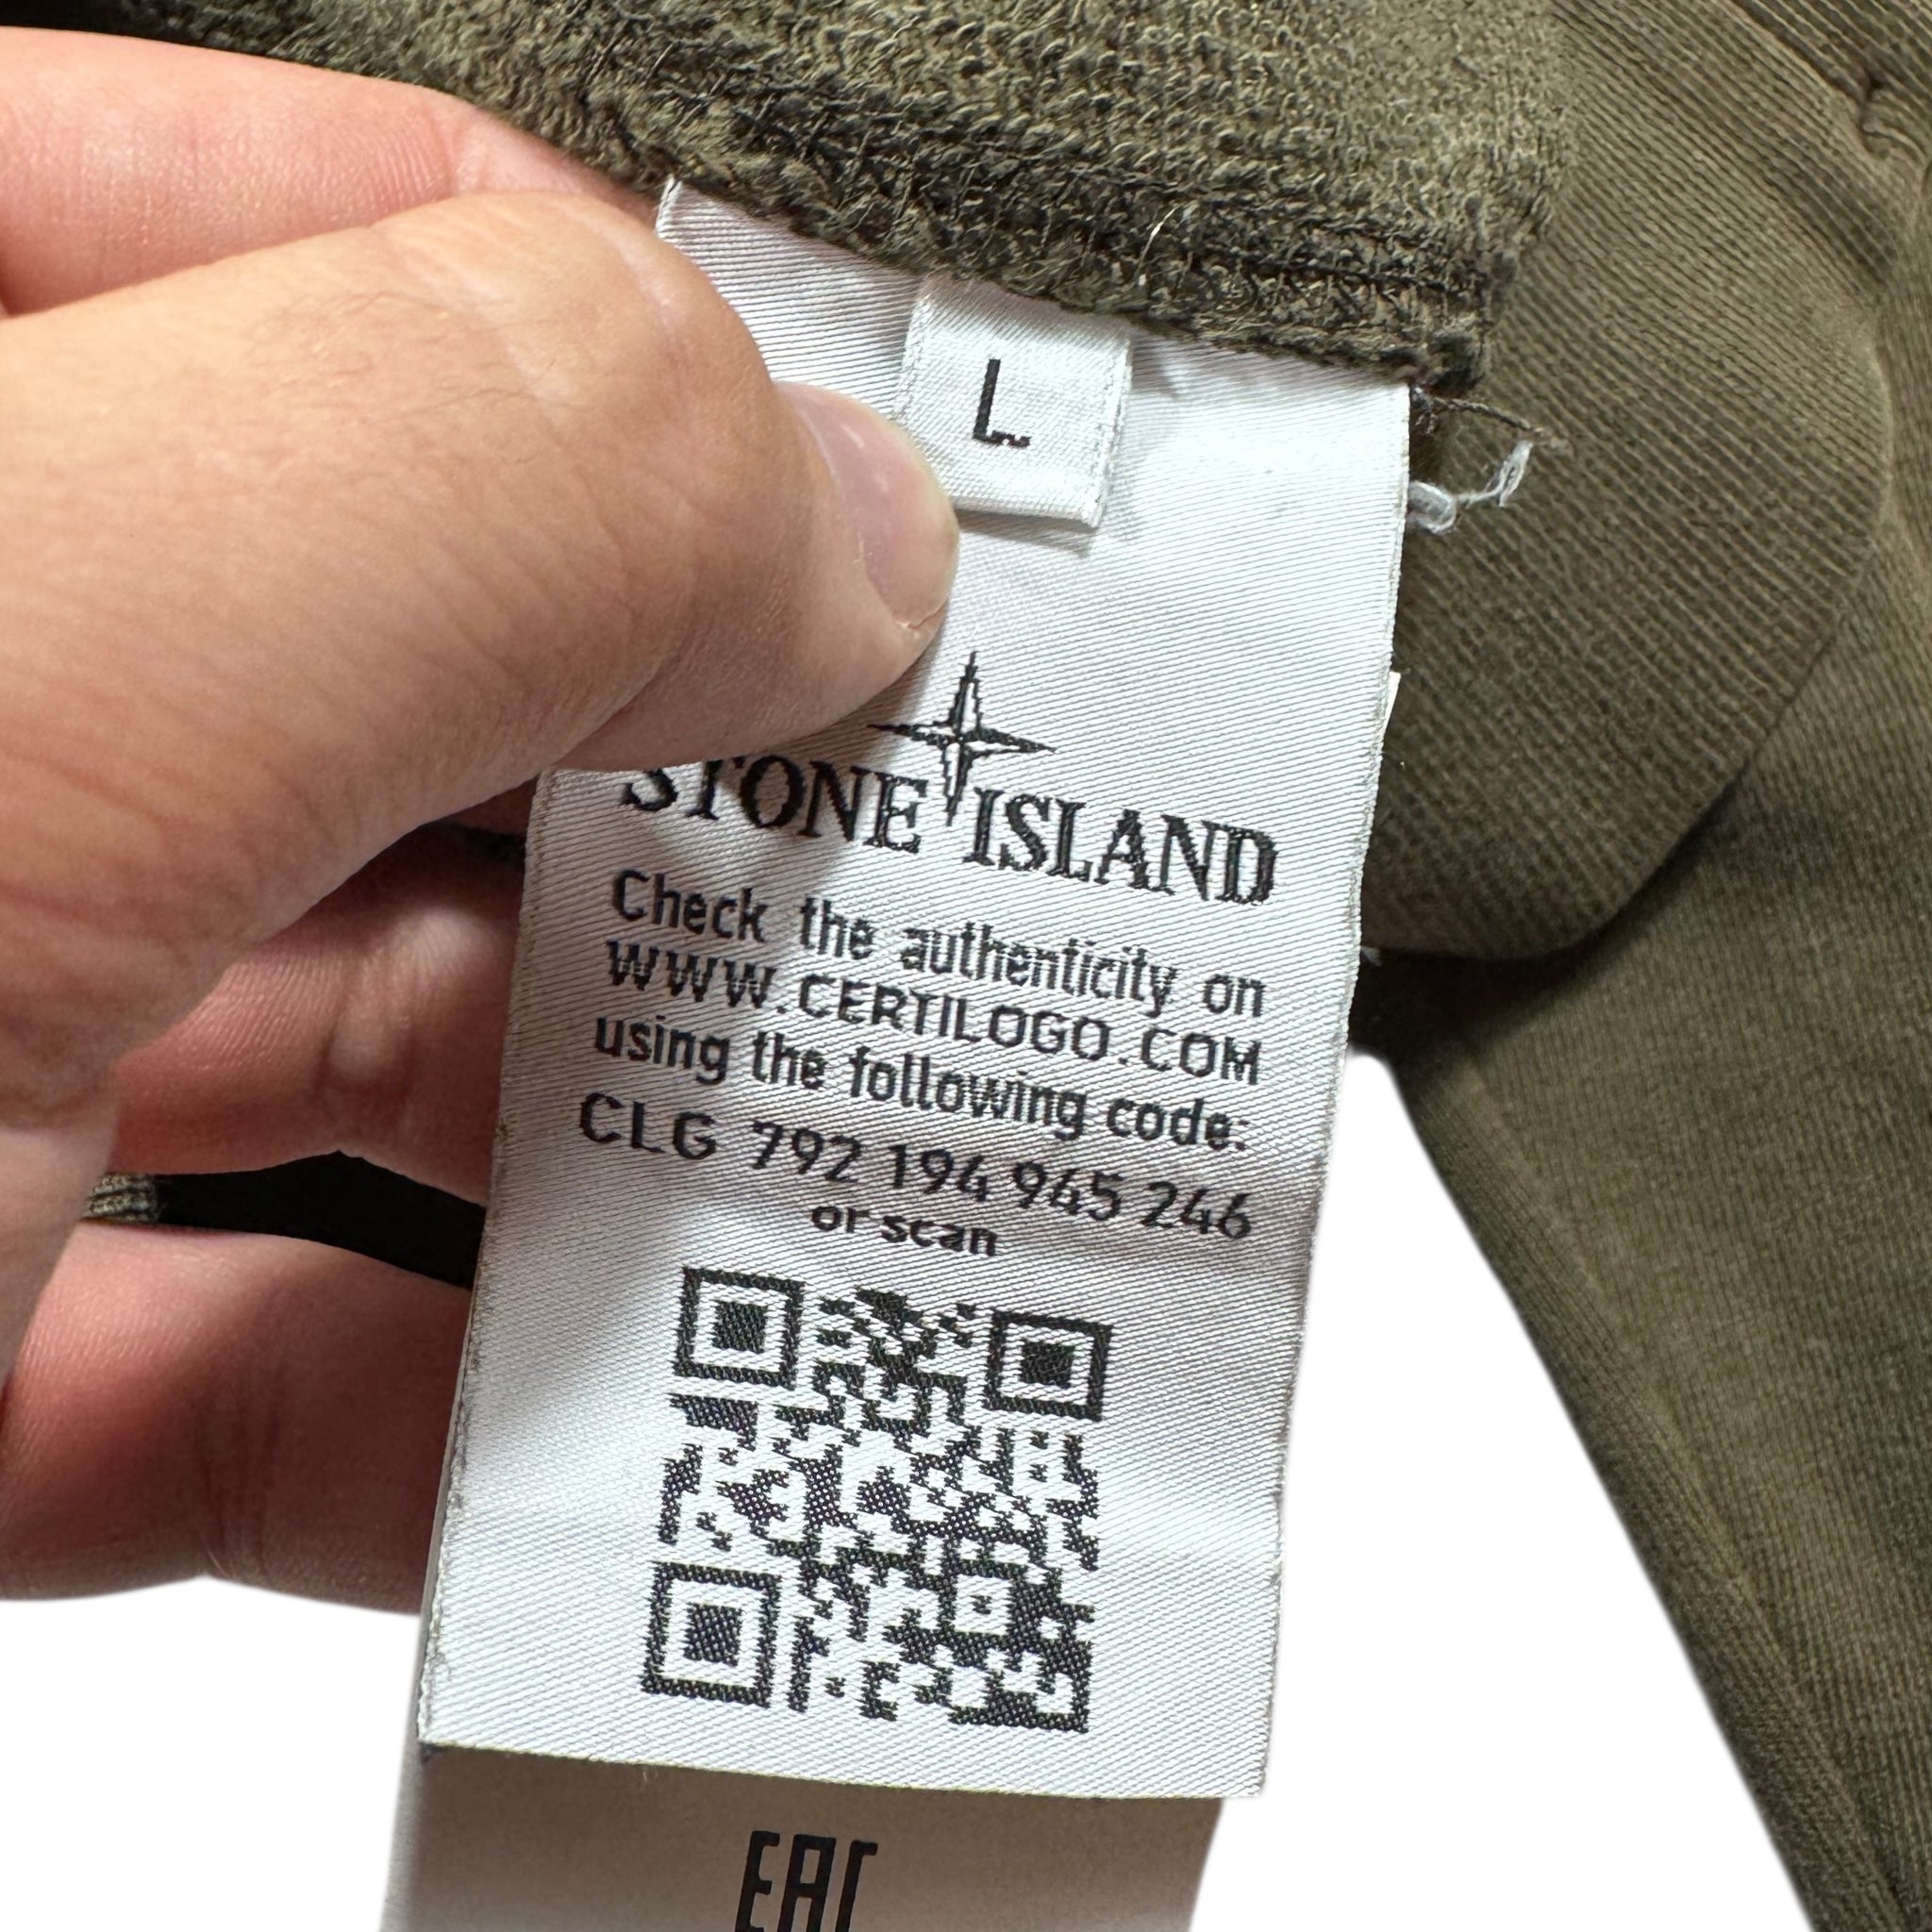 L
STONE ISLAND
Check the authenticity on
WWW.CERTILOGO.COM
using the following code:
CLG 792 194 945 246
or scan
EAC